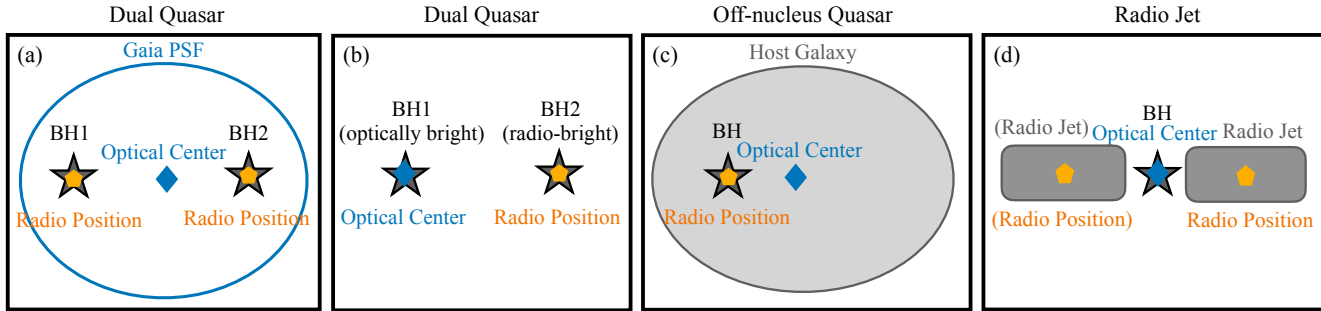 Dual Quasar
Dual Quasar
Off-nucleus Quasar
Radio Jet
(a)
Gaia PSF
BH1
BH2
Optical Center
Radio Position
Radio Position
(b)
BH1
(optically bright)
BH2
(radio-bright)
Optical Center
Radio Position
(c)
Host Galaxy
BH
Optical Center
Radio Position
(d)
BH
(Radio Jet)
Optical Center
Radio Jet
(Radio Position)
Radio Position